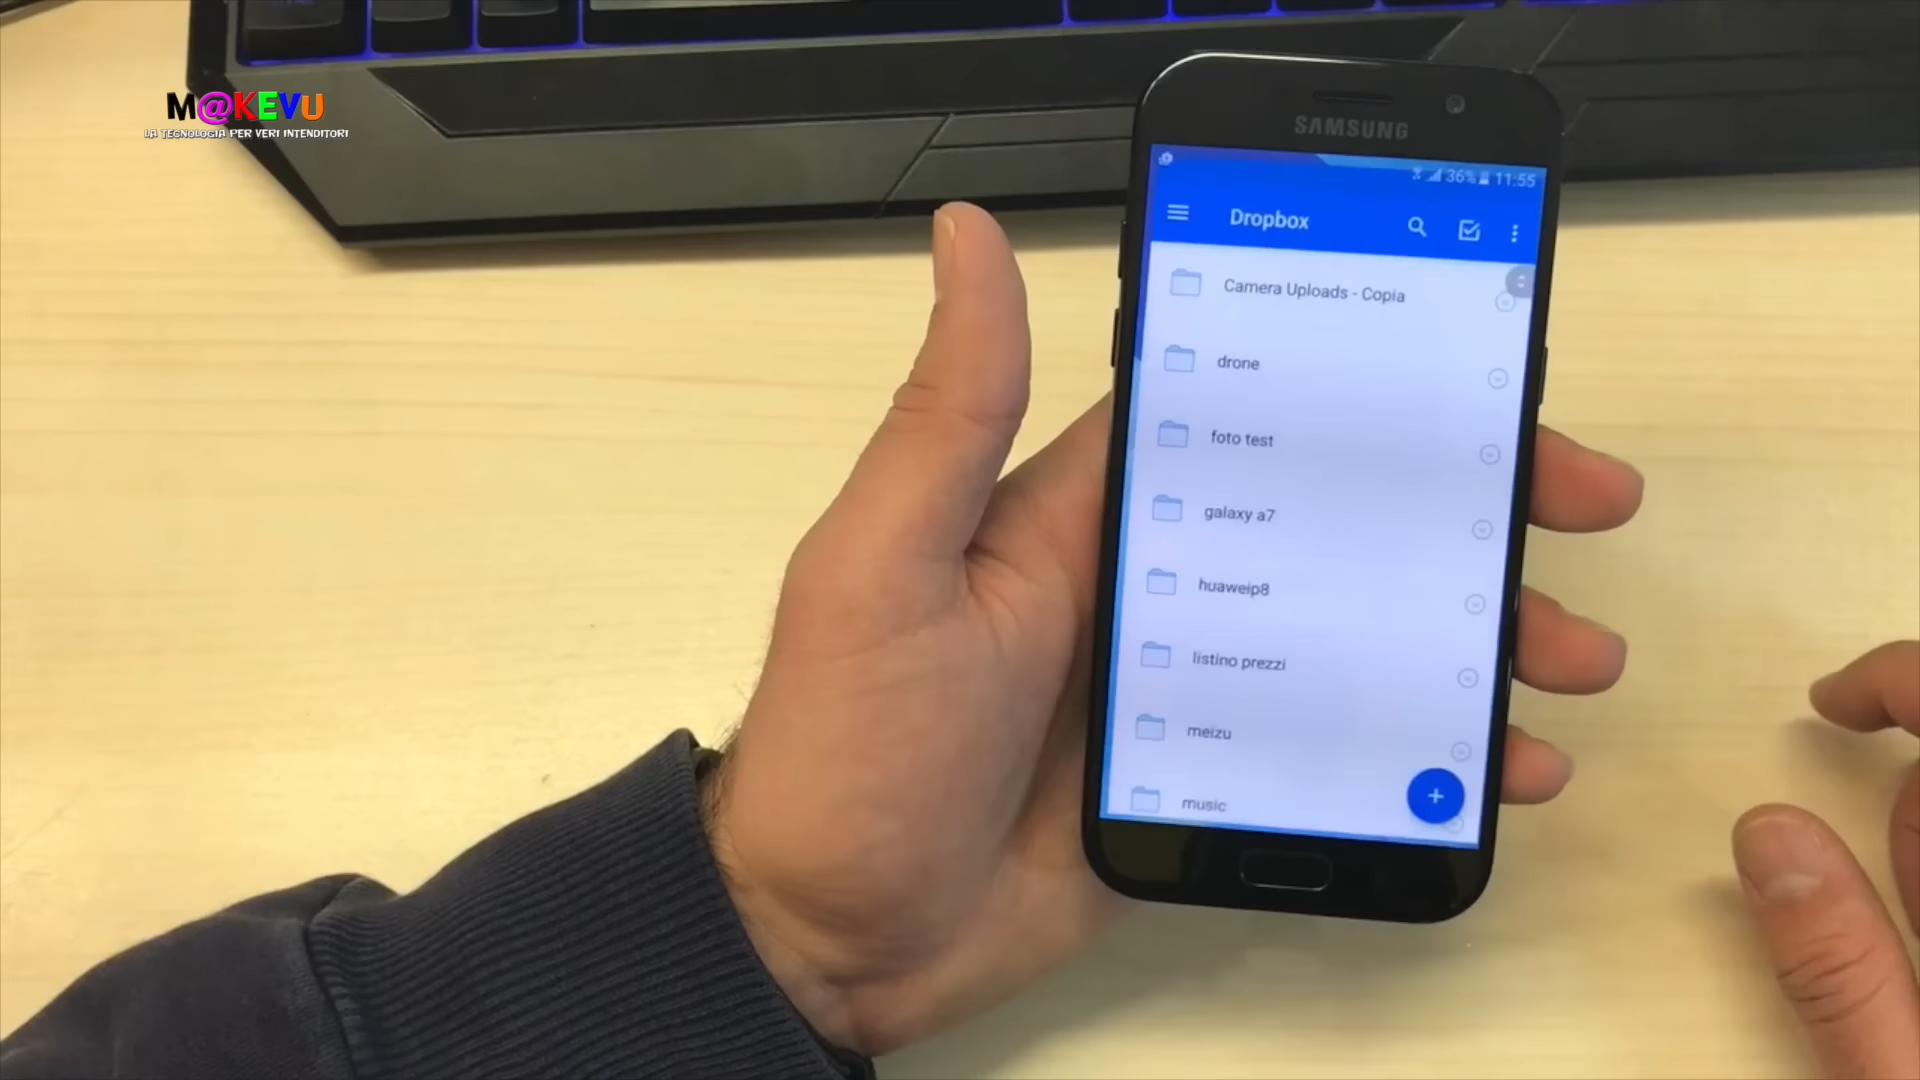 M@KEVU
LA TECNOLOGIA PER VERI INTENDITORI
SAMSUNG
36% 11:55
Dropbox
Camera Uploads - Copia
drone
foto test
galaxy a7
huaweip8
listino prezzi
meizu
music